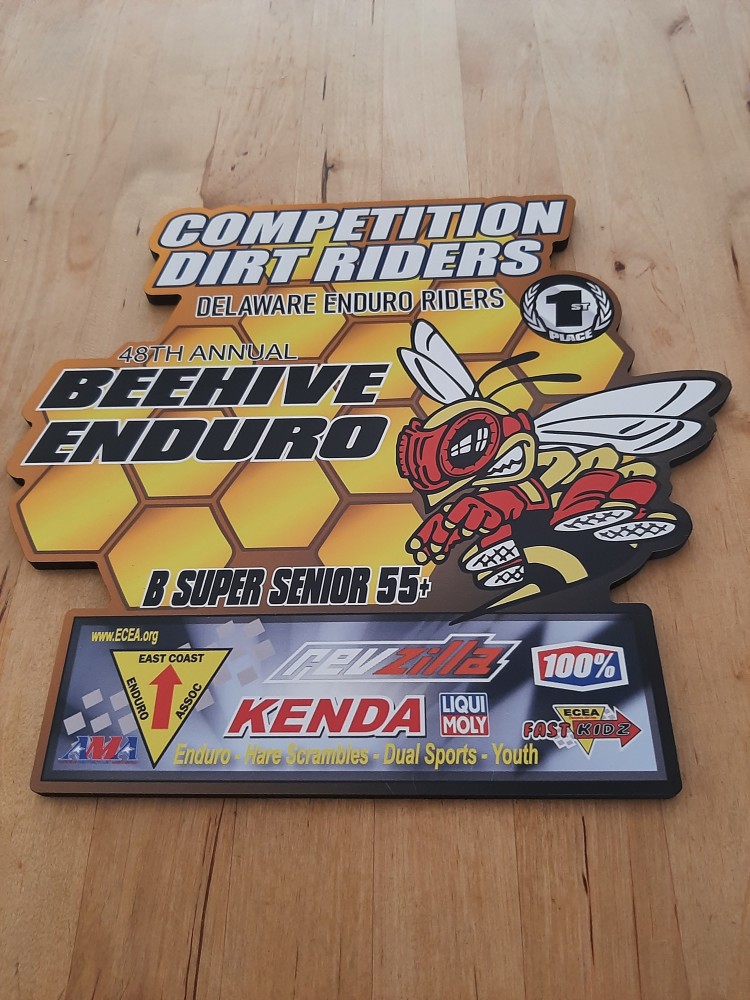 COMPETITION
DIRT RIDERS
DELAWARE ENDURO RIDERS
1ST
PLACE
48TH ANNUAL
BEEHIVE
ENDURO
B SUPER SENIOR 55+
www.ECEA.org
EAST COAST
ENDURO
ASSOC
AMA
revzilla
100%
KENDA
LIQUI
MOLY
ECEA
FAST KIDZ
Enduro - Hare Scrambles - Dual Sports - Youth